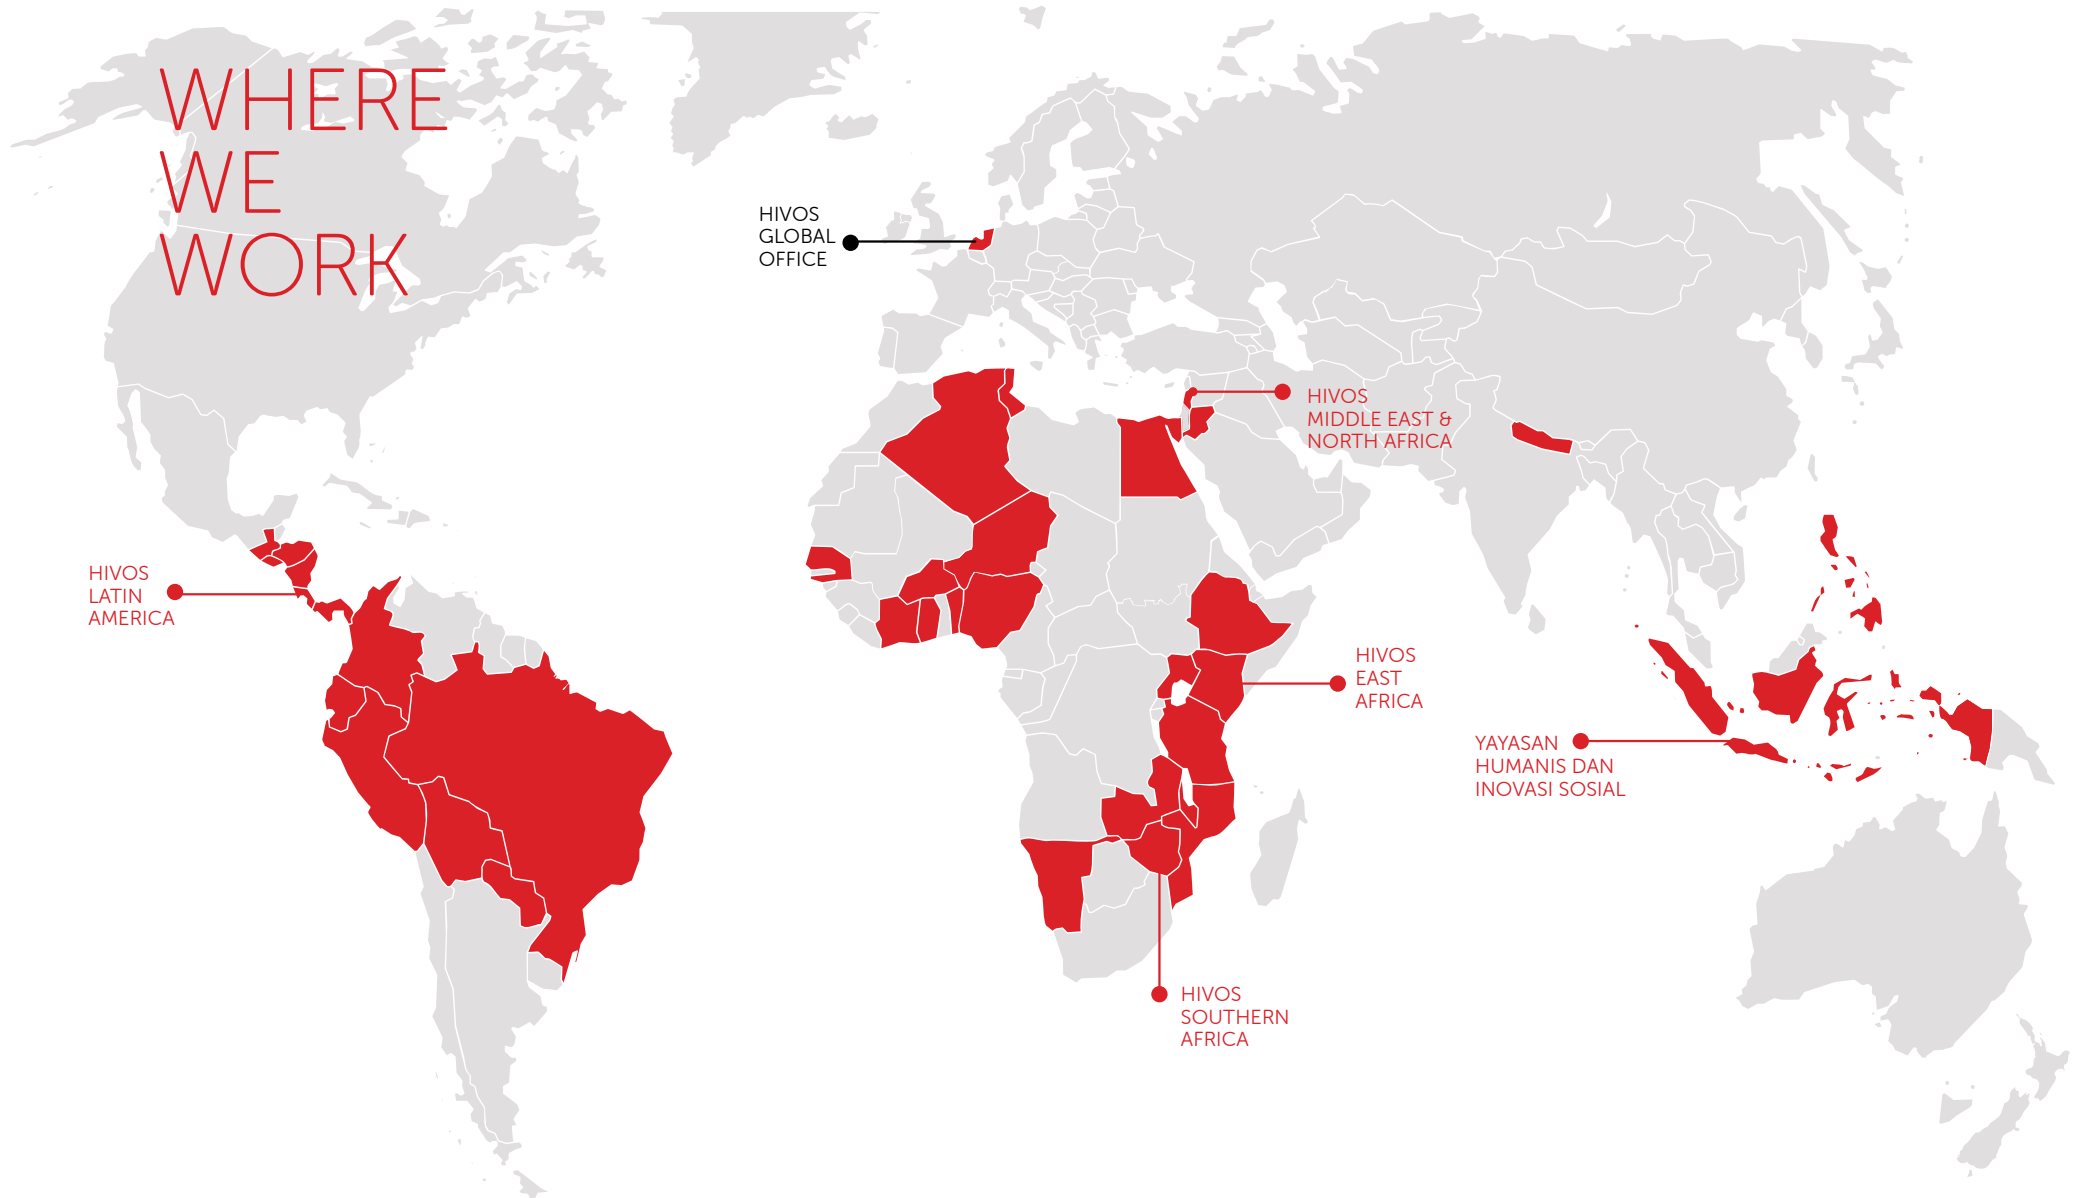 WHERE
WE
WORK
HIVOS
GLOBAL
OFFICE
HIVOS
MIDDLE EAST &
NORTH AFRICA
HIVOS
LATIN
AMERICA
HIVOS
EAST
AFRICA
YAYASAN
HUMANIS DAN
INOVASI SOSIAL
HIVOS
SOUTHERN
AFRICA